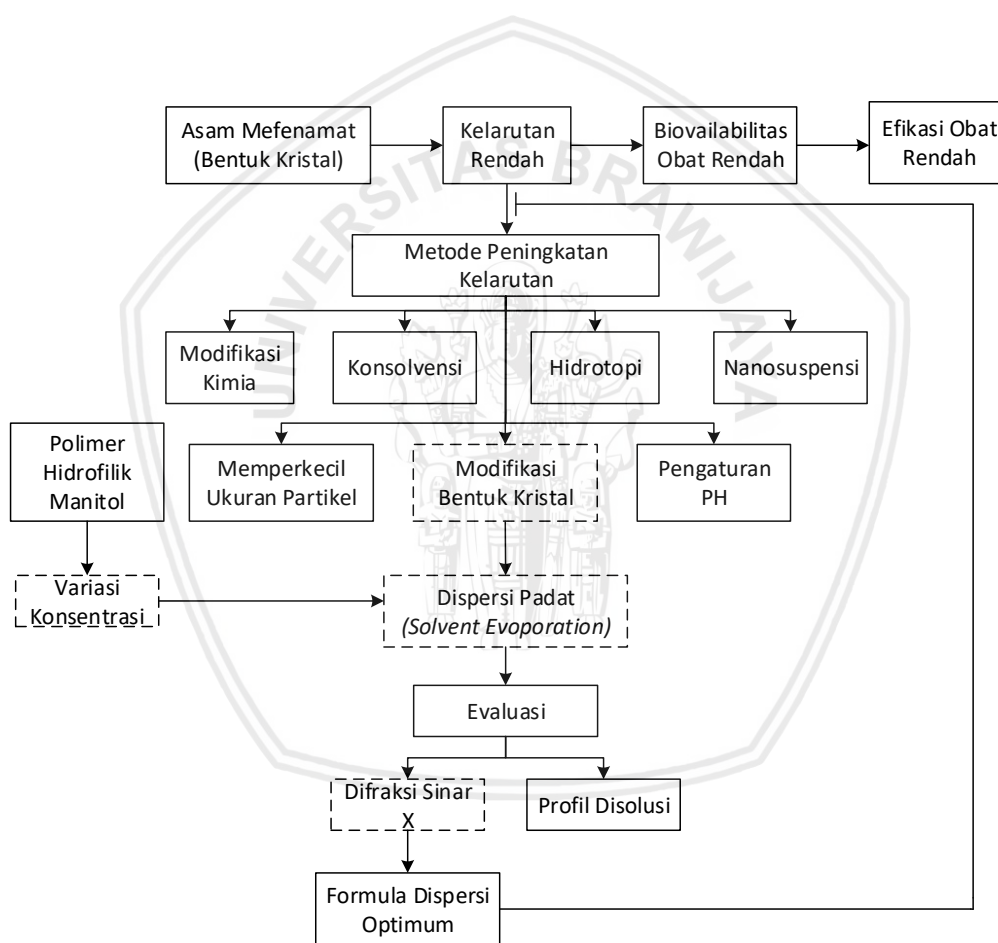 Asam Mefenamat
(Bentuk Kristal)
Kelarutan
Rendah
Biovailabilitas
Obat Rendah
Efikasi Obat
Rendah
UNIVERSITAS BRAWIJAYA
Metode Peningkatan
Kelarutan
Modifikasi
Kimia
Konsolvensi
Hidrotopi
Nanosuspensi
Polimer
Hidrofilik
Manitol
Memperkecil
Ukuran Partikel
Modifikasi
Bentuk Kristal
Pengaturan
PH
Variasi
Konsentrasi
Dispersi Padat
(Solvent Evoporation)
Evaluasi
Difraksi Sinar
X
Profil Disolusi
Formula Dispersi
Optimum